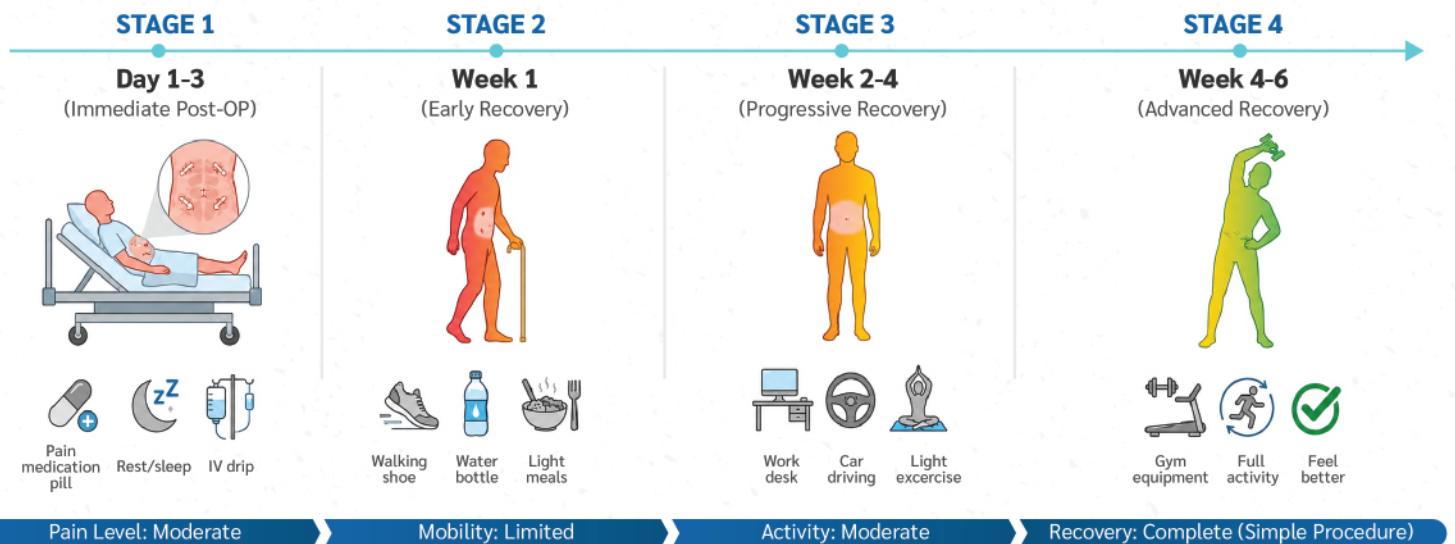 STAGE 1
STAGE 2
STAGE 3
STAGE 4
Day 1-3
(Immediate Post-OP)
Week 1
(Early Recovery)
Week 2-4
(Progressive Recovery)
Week 4-6
(Advanced Recovery)
zZ
Pain
medication
pill
Rest/sleep
IV drip
Walking
shoe
Water
bottle
Light
meals
Work
desk
Car
driving
Light
excercise
Gym
equipment
Full
activity
Feel
better
Pain Level: Moderate
Mobility: Limited
Activity: Moderate
Recovery: Complete (Simple Procedure)